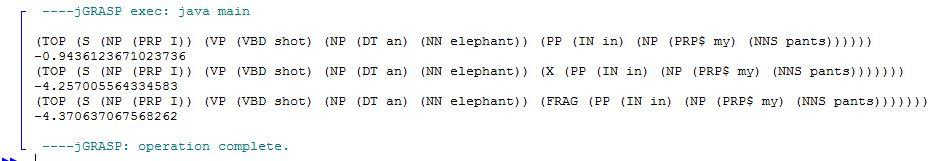 ----jGRASP exec: java main
(TOP (S (NP (PRP I)) (VP (VBD shot) (NP (DT an) (NN elephant)) (PP (IN in) (NP (PRP$ my) (NNS pants))))))
-0.9436123671023736
(TOP (S (NP (PRP I)) (VP (VBD shot) (NP (DT an) (NN elephant)) (X (PP (IN in) (NP (PRP$ my) (NNS pants)))))))
-4.257005564334583
(TOP (S (NP (PRP I)) (VP (VBD shot) (NP (DT an) (NN elephant)) (FRAG (PP (IN in) (NP (PRP$ my) (NNS pants)))))))
-4.370637067568262
----jGRASP: operation complete.